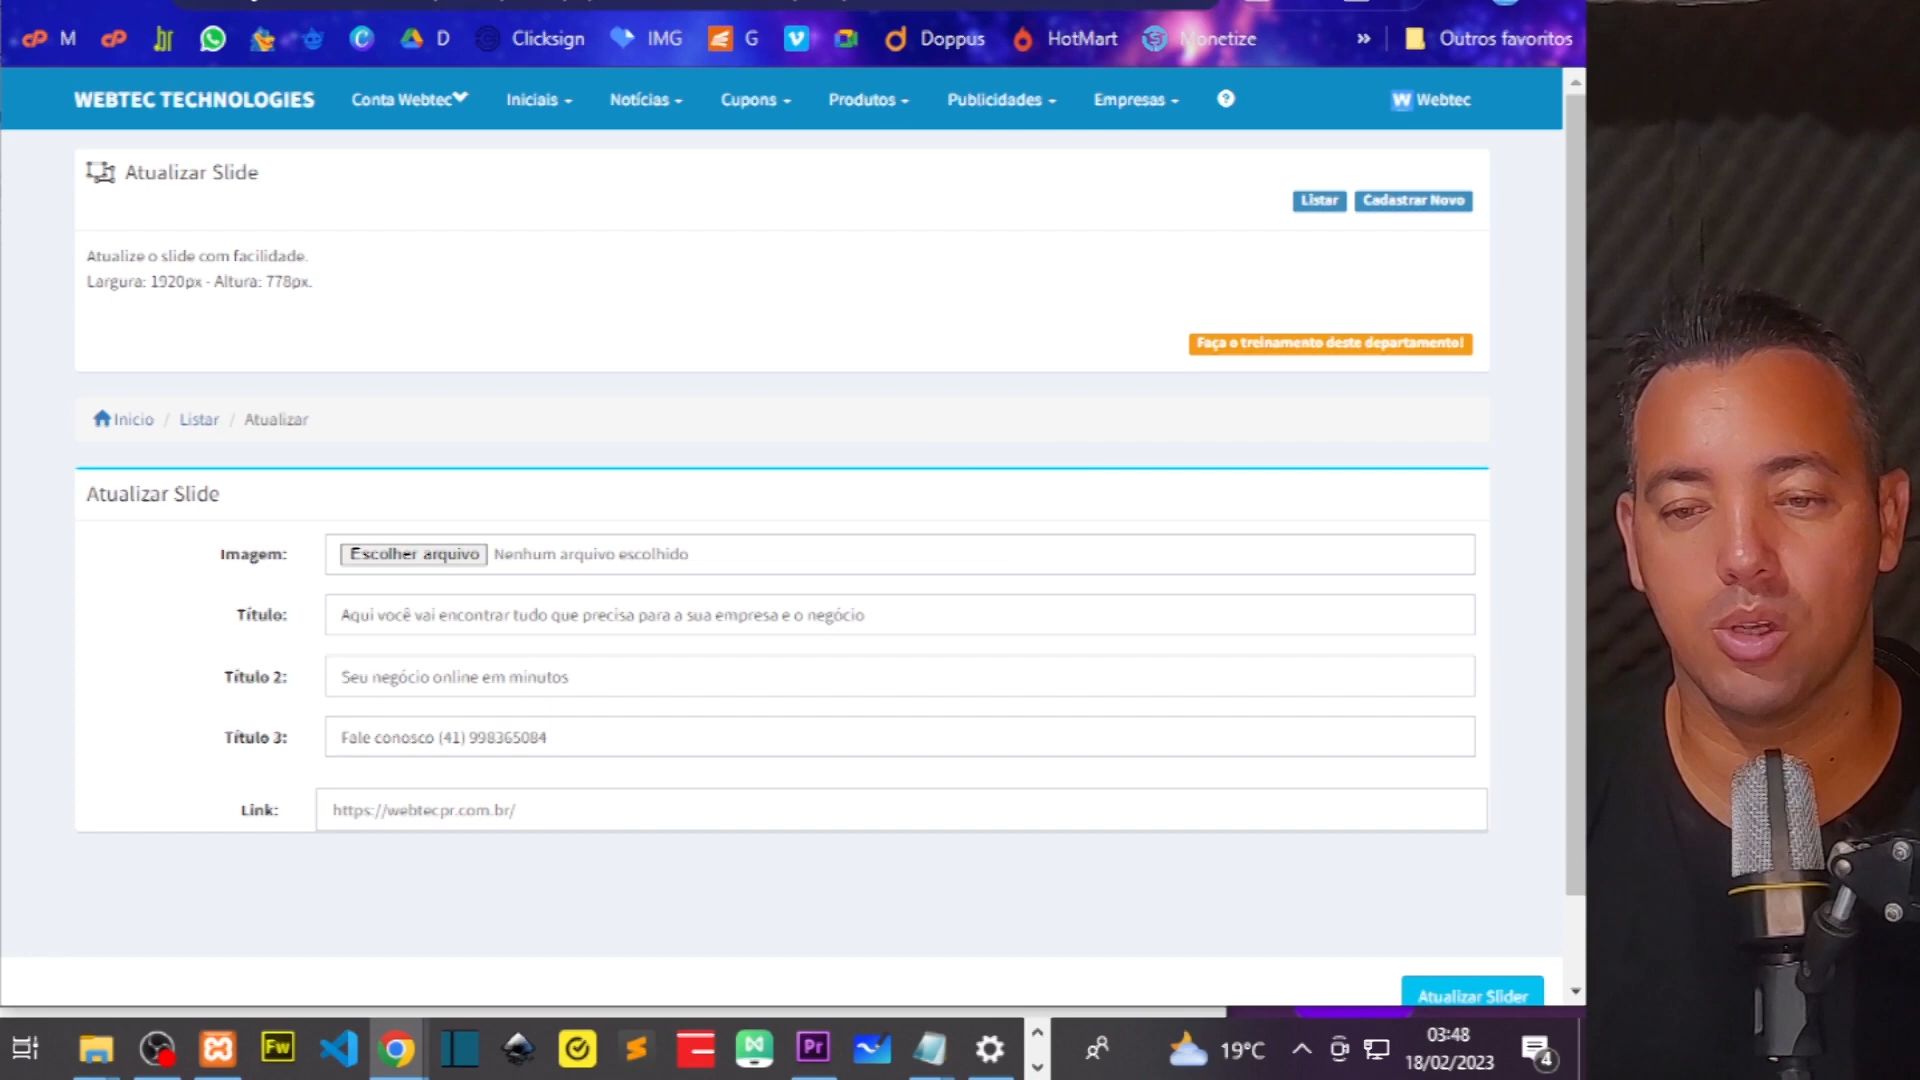 M
D
Clicksign
IMG
G
Doppus
HotMart
Monetize
»
Outros favoritos
WEBTEC TECHNOLOGIES
Conta Webtec
Iniciais
Notícias
Cupons
Produtos
Publicidades
Empresas
?
W Webtec
Atualizar Slide
Listar
Cadastrar Novo
Atualize o slide com facilidade.
Largura: 1920px - Altura: 778px.
Faça o treinamento deste departamento!
Inicio / Listar / Atualizar
Atualizar Slide
Imagem: Escolher arquivo Nenhum arquivo escolhido
Título: Aqui você vai encontrar tudo que precisa para a sua empresa e o negócio
Título 2: Seu negócio online em minutos
Título 3: Fale conosco (41) 998365084
Link: https://webtecpr.com.br/
Atualizar Slider
Fw
Pr
19°C
03:48
18/02/2023
4